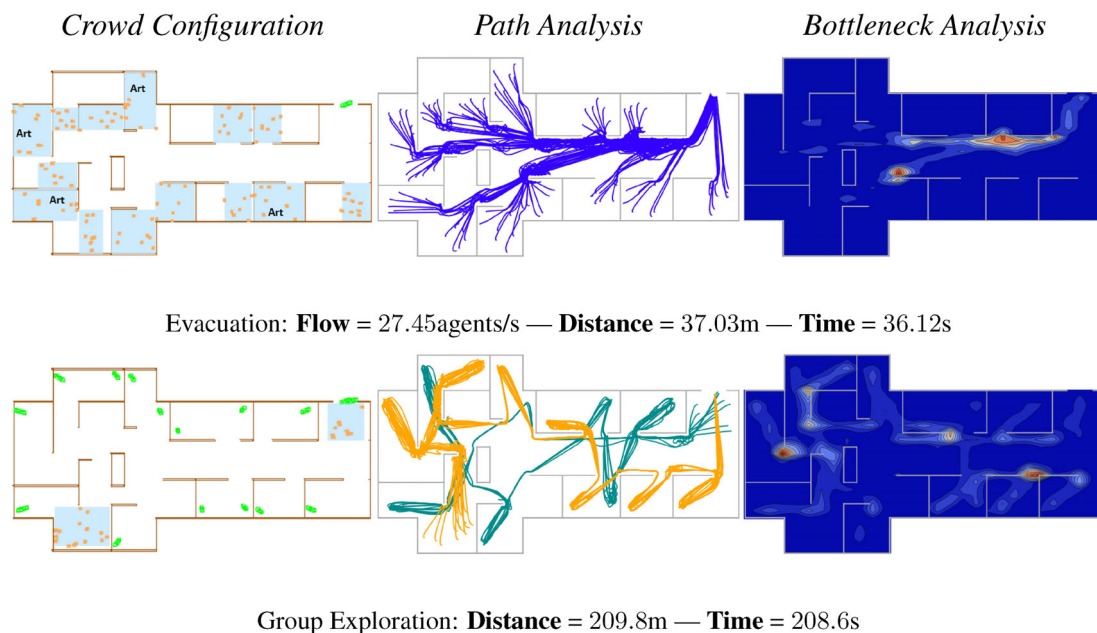 Crowd Configuration
Path Analysis
Bottleneck Analysis
Art
Art
Art
Art
Evacuation: Flow = 27.45agents/s — Distance = 37.03m — Time = 36.12s
Group Exploration: Distance = 209.8m — Time = 208.6s